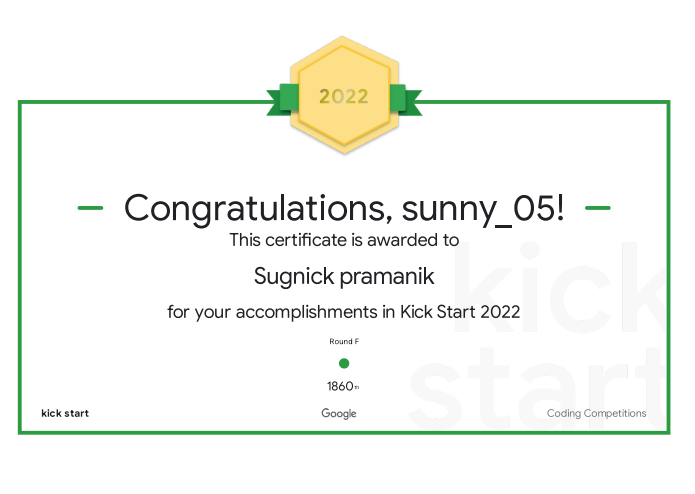 2022
Congratulations, sunny_05!
This certificate is awarded to
Sugnick pramanik
for your accomplishments in Kick Start 2022
Round F
1860th
kick start
Google
Coding Competitions
kick
start